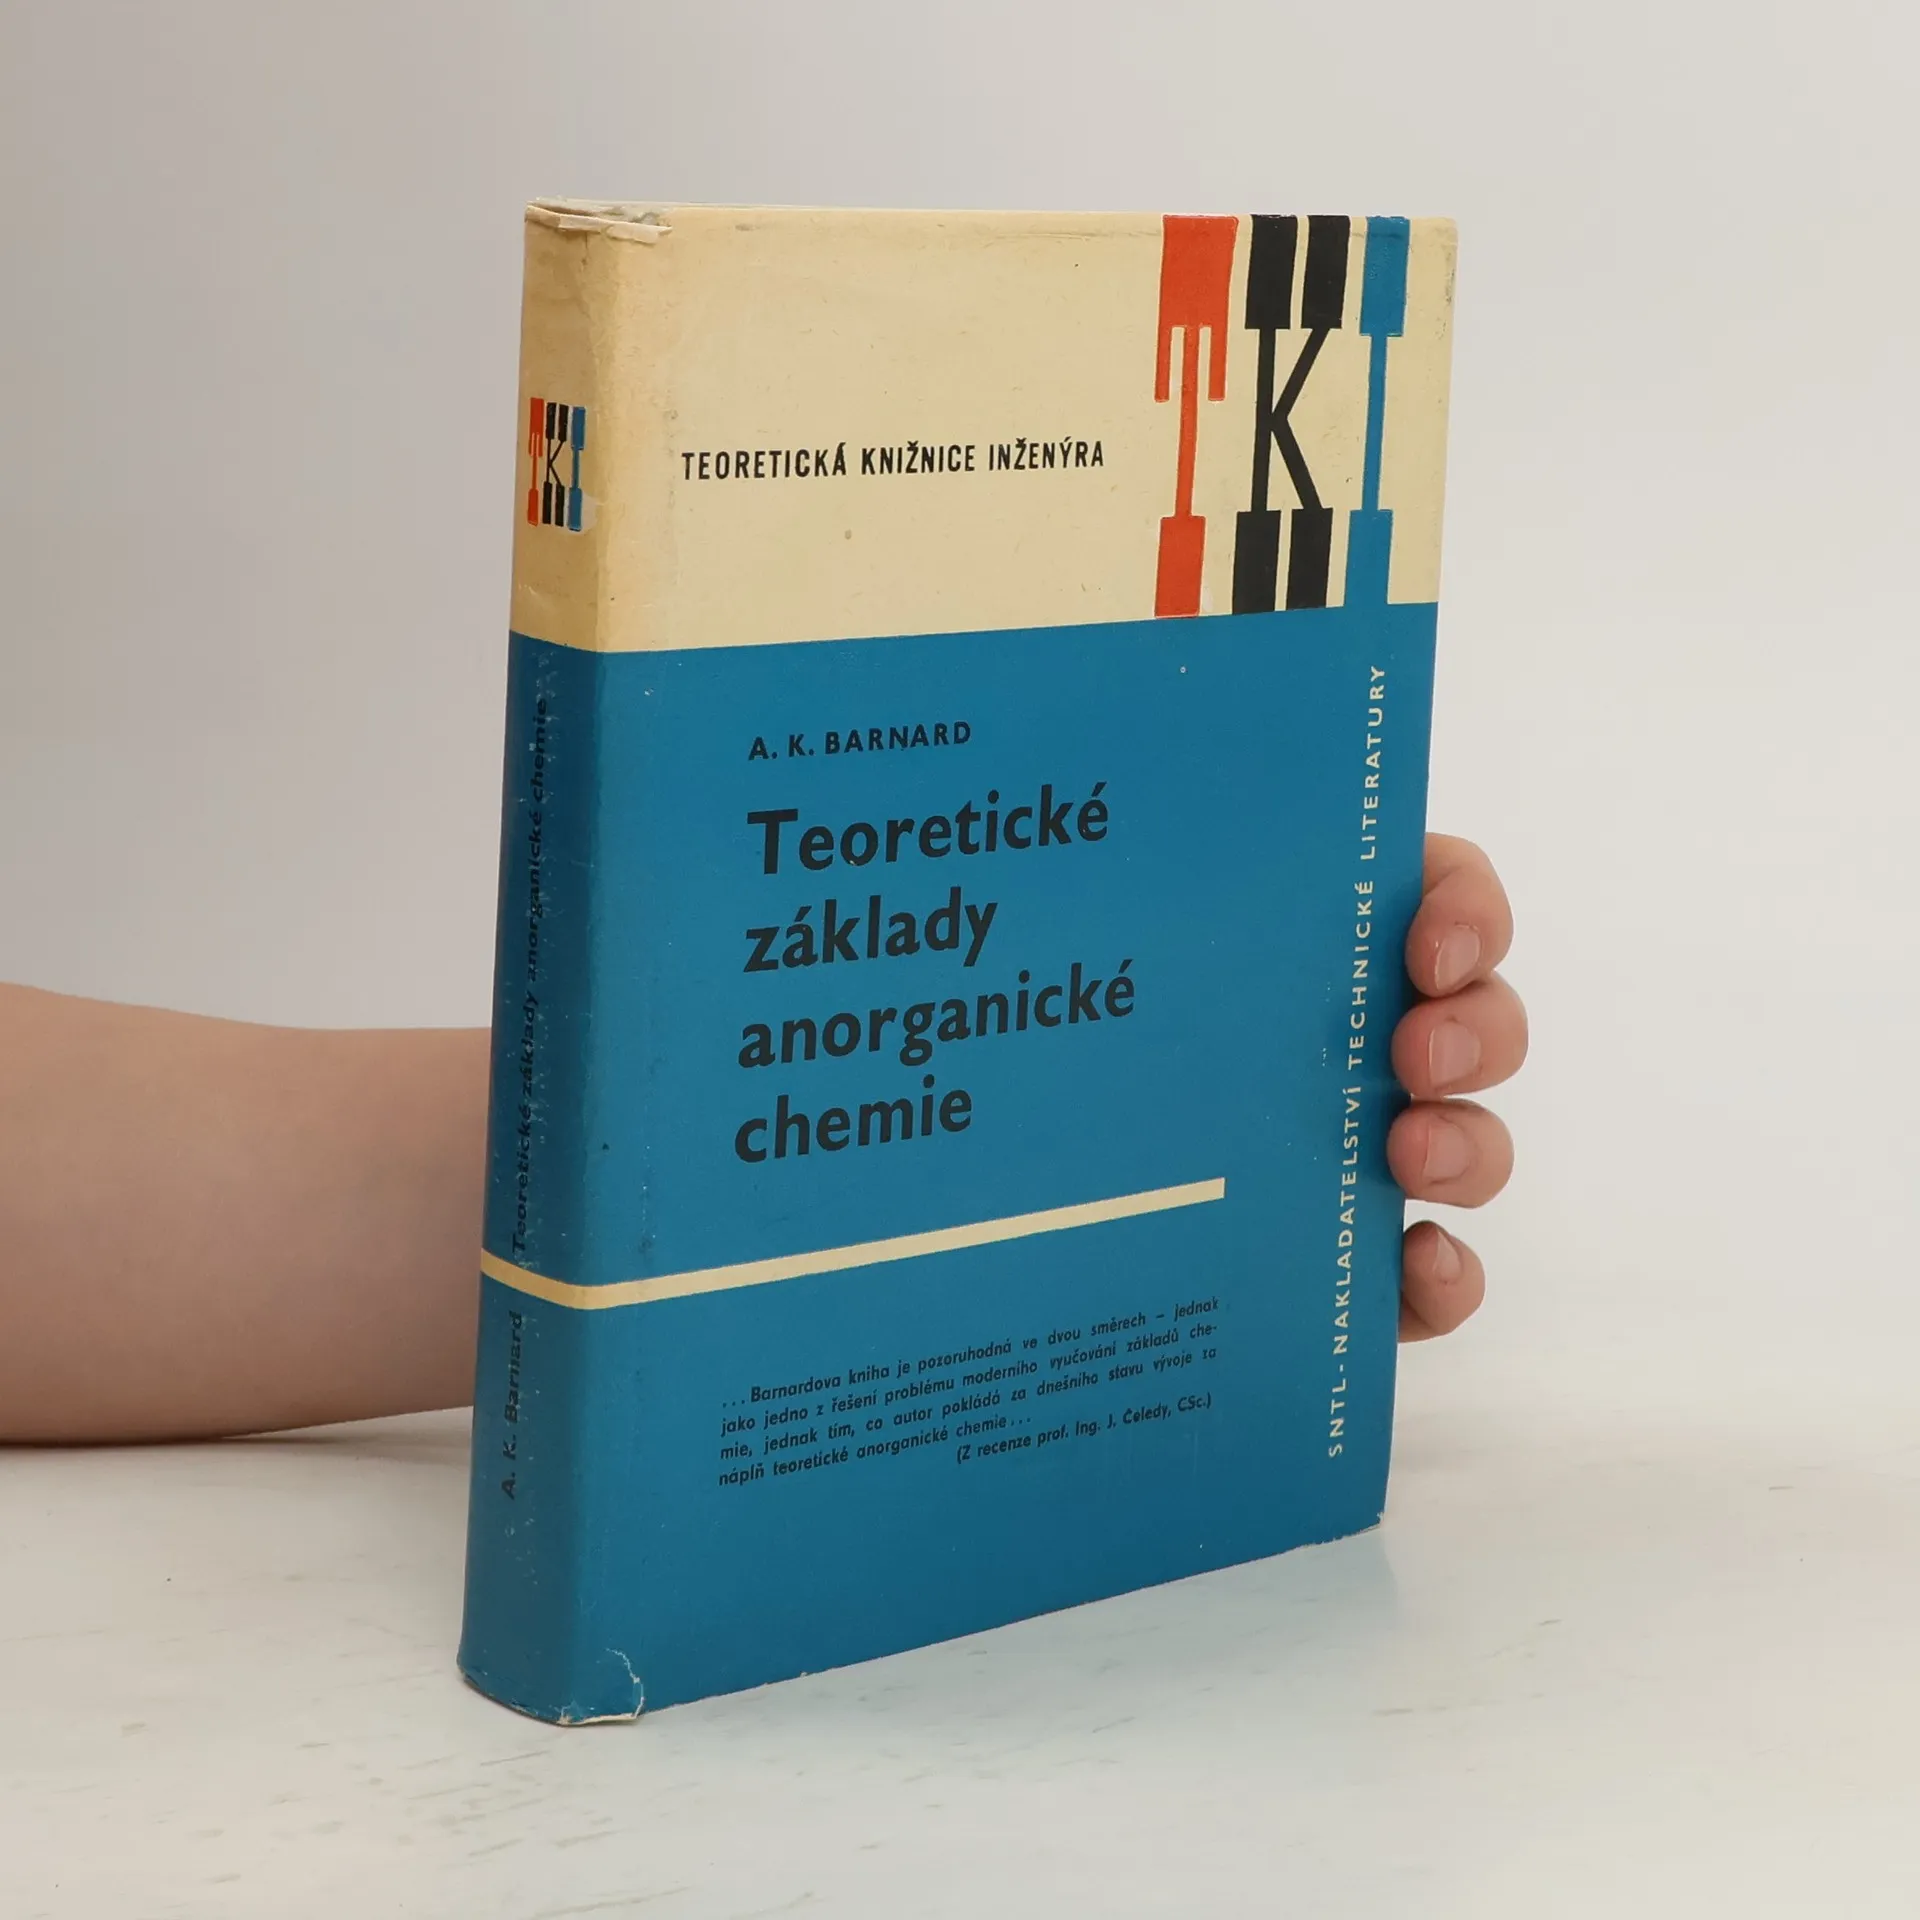 TKI
TEORETICKÁ KNIŽNICE INŽENÝRA
TKI
A. K. BARNARD
Teoretické
základy
anorganické
chemie
...Barnardova kniha je pozoruhodná ve dvou směrech – jednak
jako jedno z řešení problému moderního vyučování základů che-
mie, jednak tím, co autor pokládá za dnešního stavu vývoje za
náplň teoretické anorganické chemie...
(Z recenze prof. Ing. J. Čeledy, CSc.)
SNTL-NAKLADATELSTVÍ TECHNICKÉ LITERATURY
A. K. Barnard Teoretické základy anorganické chemie